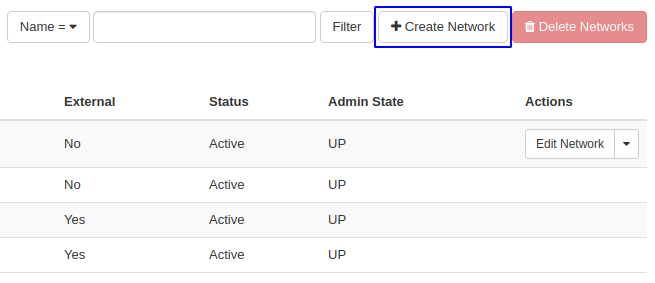 Name = Filter Create Network Delete Networks
External Status Admin State Actions
No Active UP Edit Network
No Active UP
Yes Active UP
Yes Active UP